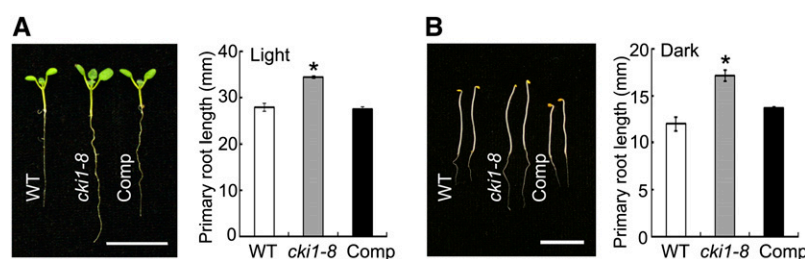 A
WT
cki1-8
Comp
Primary root length (mm)
40
30
20
10
0
Light
*
WT cki1-8 Comp
B
WT
cki1-8
Comp
Primary root length (mm)
20
15
10
5
0
Dark
*
WT cki1-8 Comp